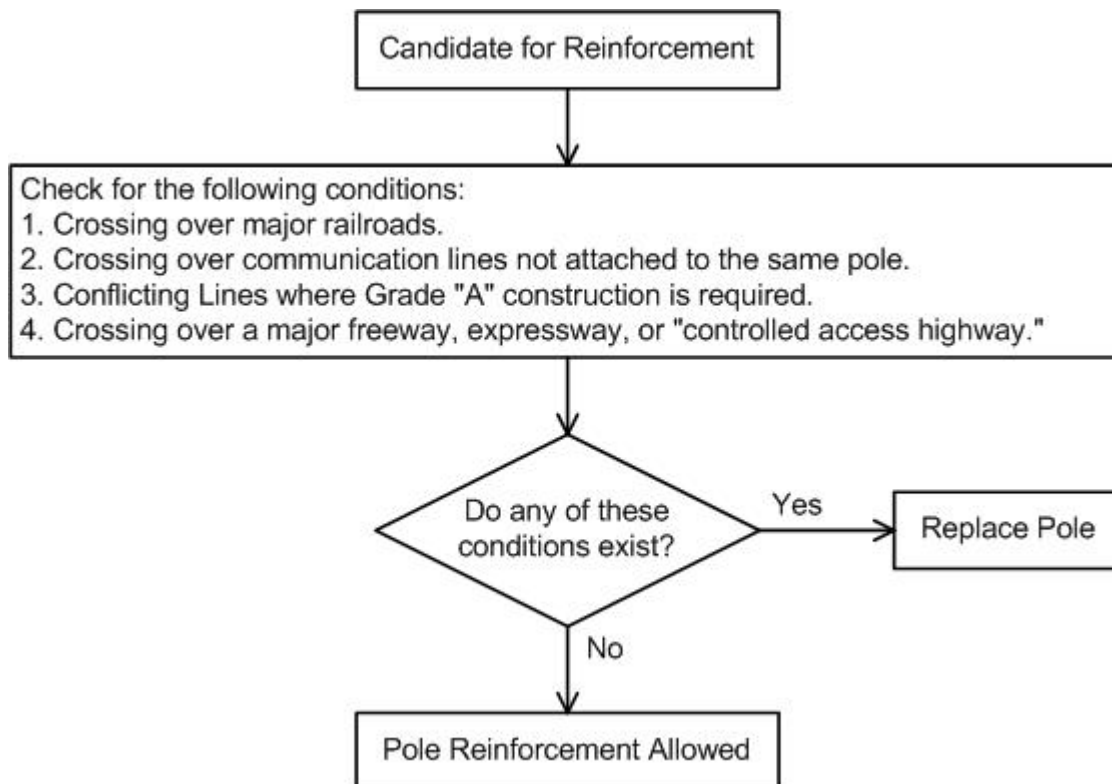 Candidate for Reinforcement
Check for the following conditions:
1. Crossing over major railroads.
2. Crossing over communication lines not attached to the same pole.
3. Conflicting Lines where Grade "A" construction is required.
4. Crossing over a major freeway, expressway, or "controlled access highway."
Do any of these
conditions exist?
Yes
Replace Pole
No
Pole Reinforcement Allowed